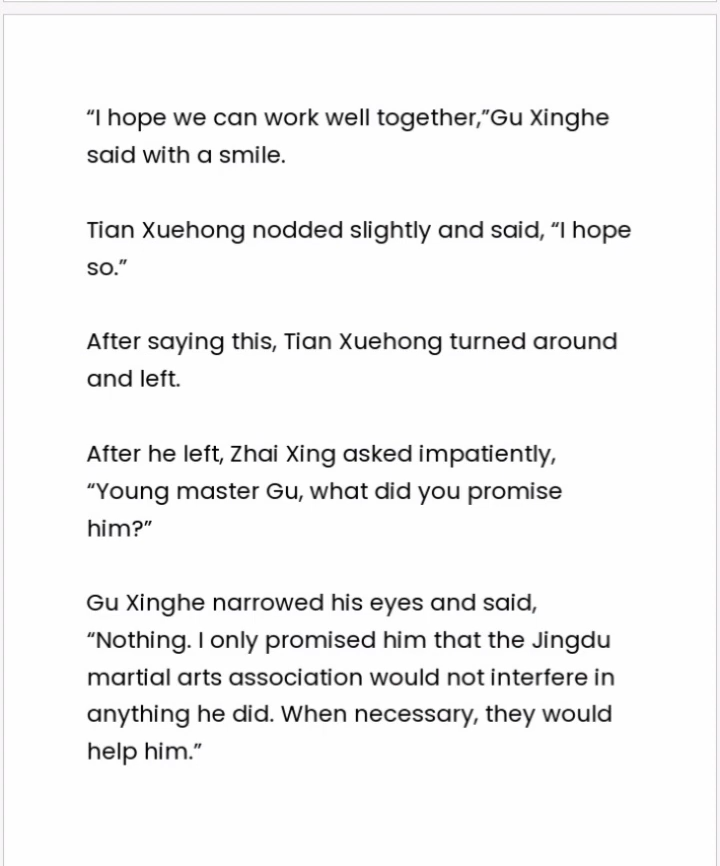 “I hope we can work well together,”Gu Xinghe
said with a smile.
Tian Xuehong nodded slightly and said, “I hope
so.”
After saying this, Tian Xuehong turned around
and left.
After he left, Zhai Xing asked impatiently,
“Young master Gu, what did you promise
him?”
Gu Xinghe narrowed his eyes and said,
“Nothing. I only promised him that the Jingdu
martial arts association would not interfere in
anything he did. When necessary, they would
help him.”